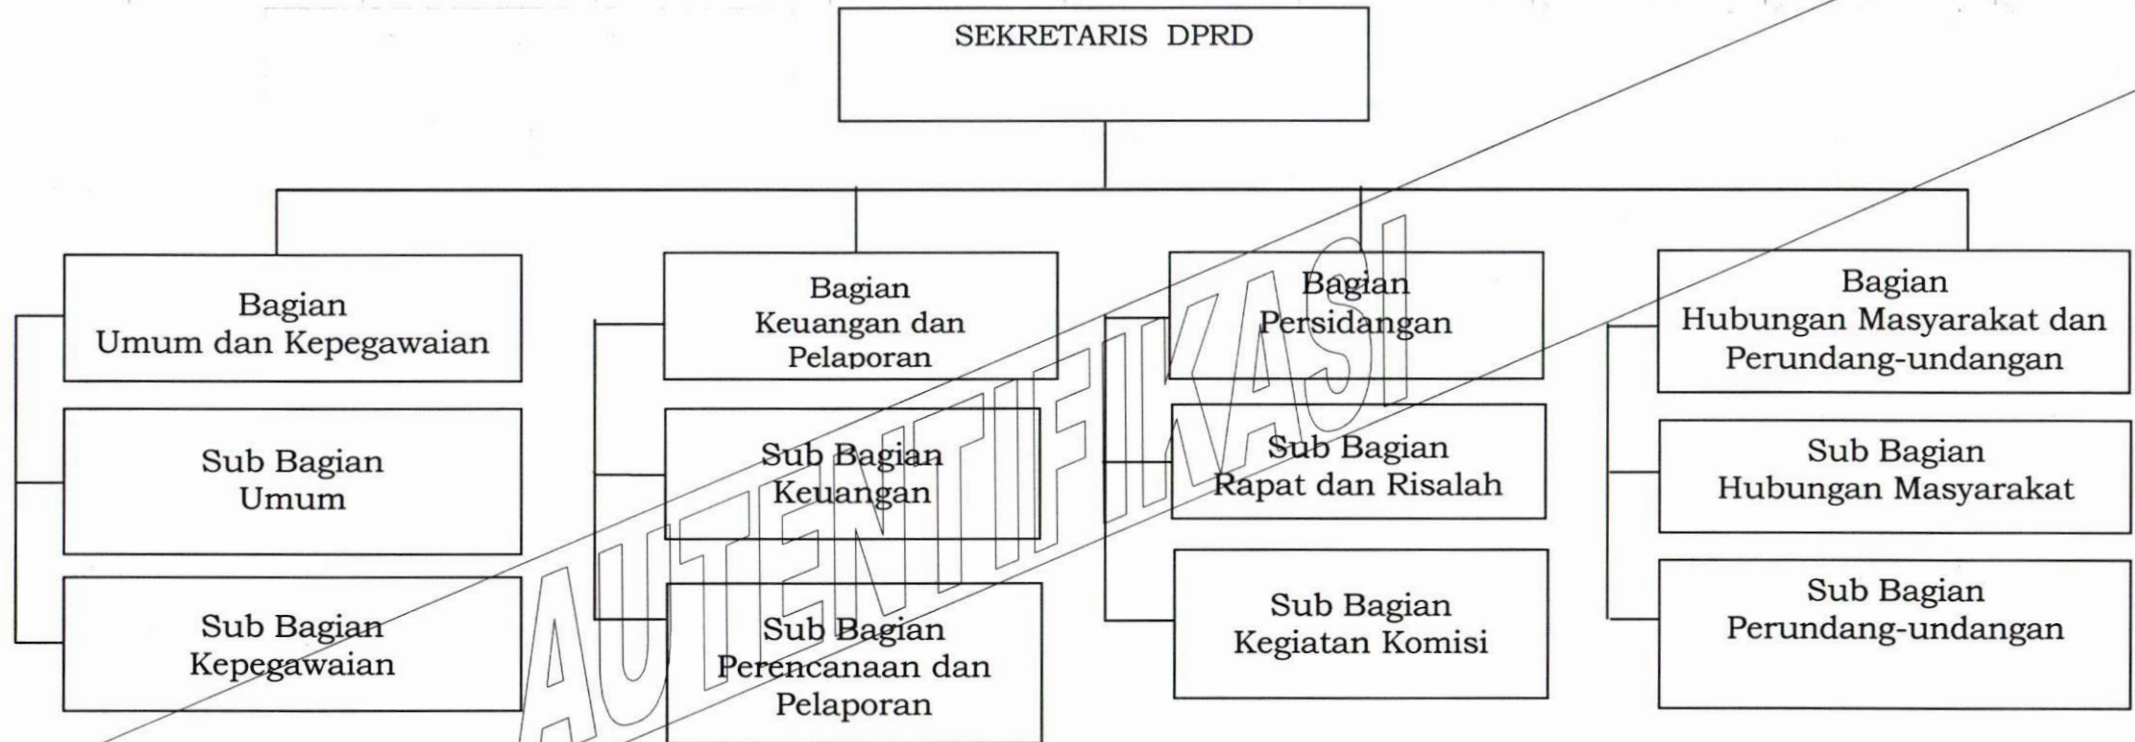 SEKRETARIS DPRD
Bagian
Umum dan Kepegawaian
Sub Bagian
Umum
Sub Bagian
Kepegawaian
Bagian
Keuangan dan
Pelaporan
Sub Bagian
Keuangan
Sub Bagian
Perencanaan dan
Pelaporan
Bagian
Persidangan
Sub Bagian
Rapat dan Risalah
Sub Bagian
Kegiatan Komisi
Bagian
Hubungan Masyarakat dan
Perundang-undangan
Sub Bagian
Hubungan Masyarakat
Sub Bagian
Perundang-undangan
AUTENTIFIKASI